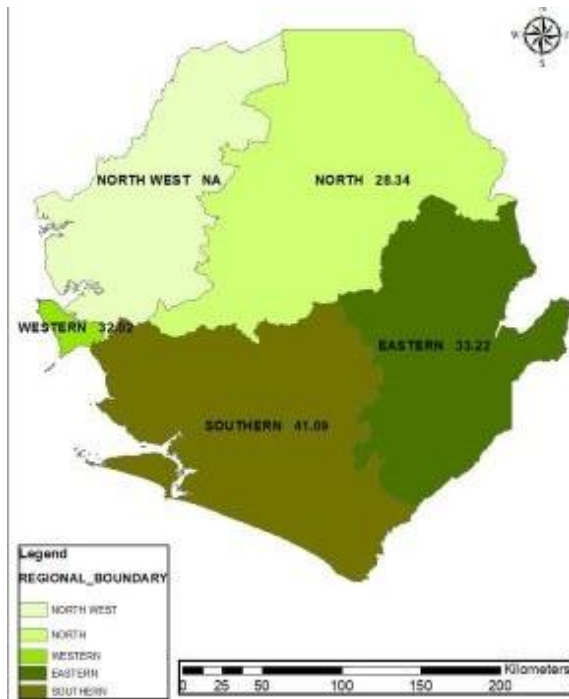 N
W
S
NORTH WEST NA
NORTH 28.34
WESTERN 32.02
EASTERN 33.22
SOUTHERN 41.09
Legend
REGIONAL_BOUNDARY
NORTH WEST
NORTH
WESTERN
EASTERN
SOUTHERN
Kilometers
0 25 50 100 150 200